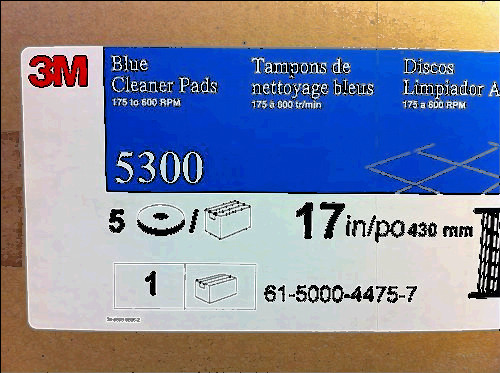 3M
Blue
Cleaner Pads
175 to 600 RPM
Tampons de
nettoyage bleus
175 à 600 tr/min
Discos
Limpiador A
175 a 600 RPM
5300
5 /
17 in/po 430 mm
1
61-5000-4475-7